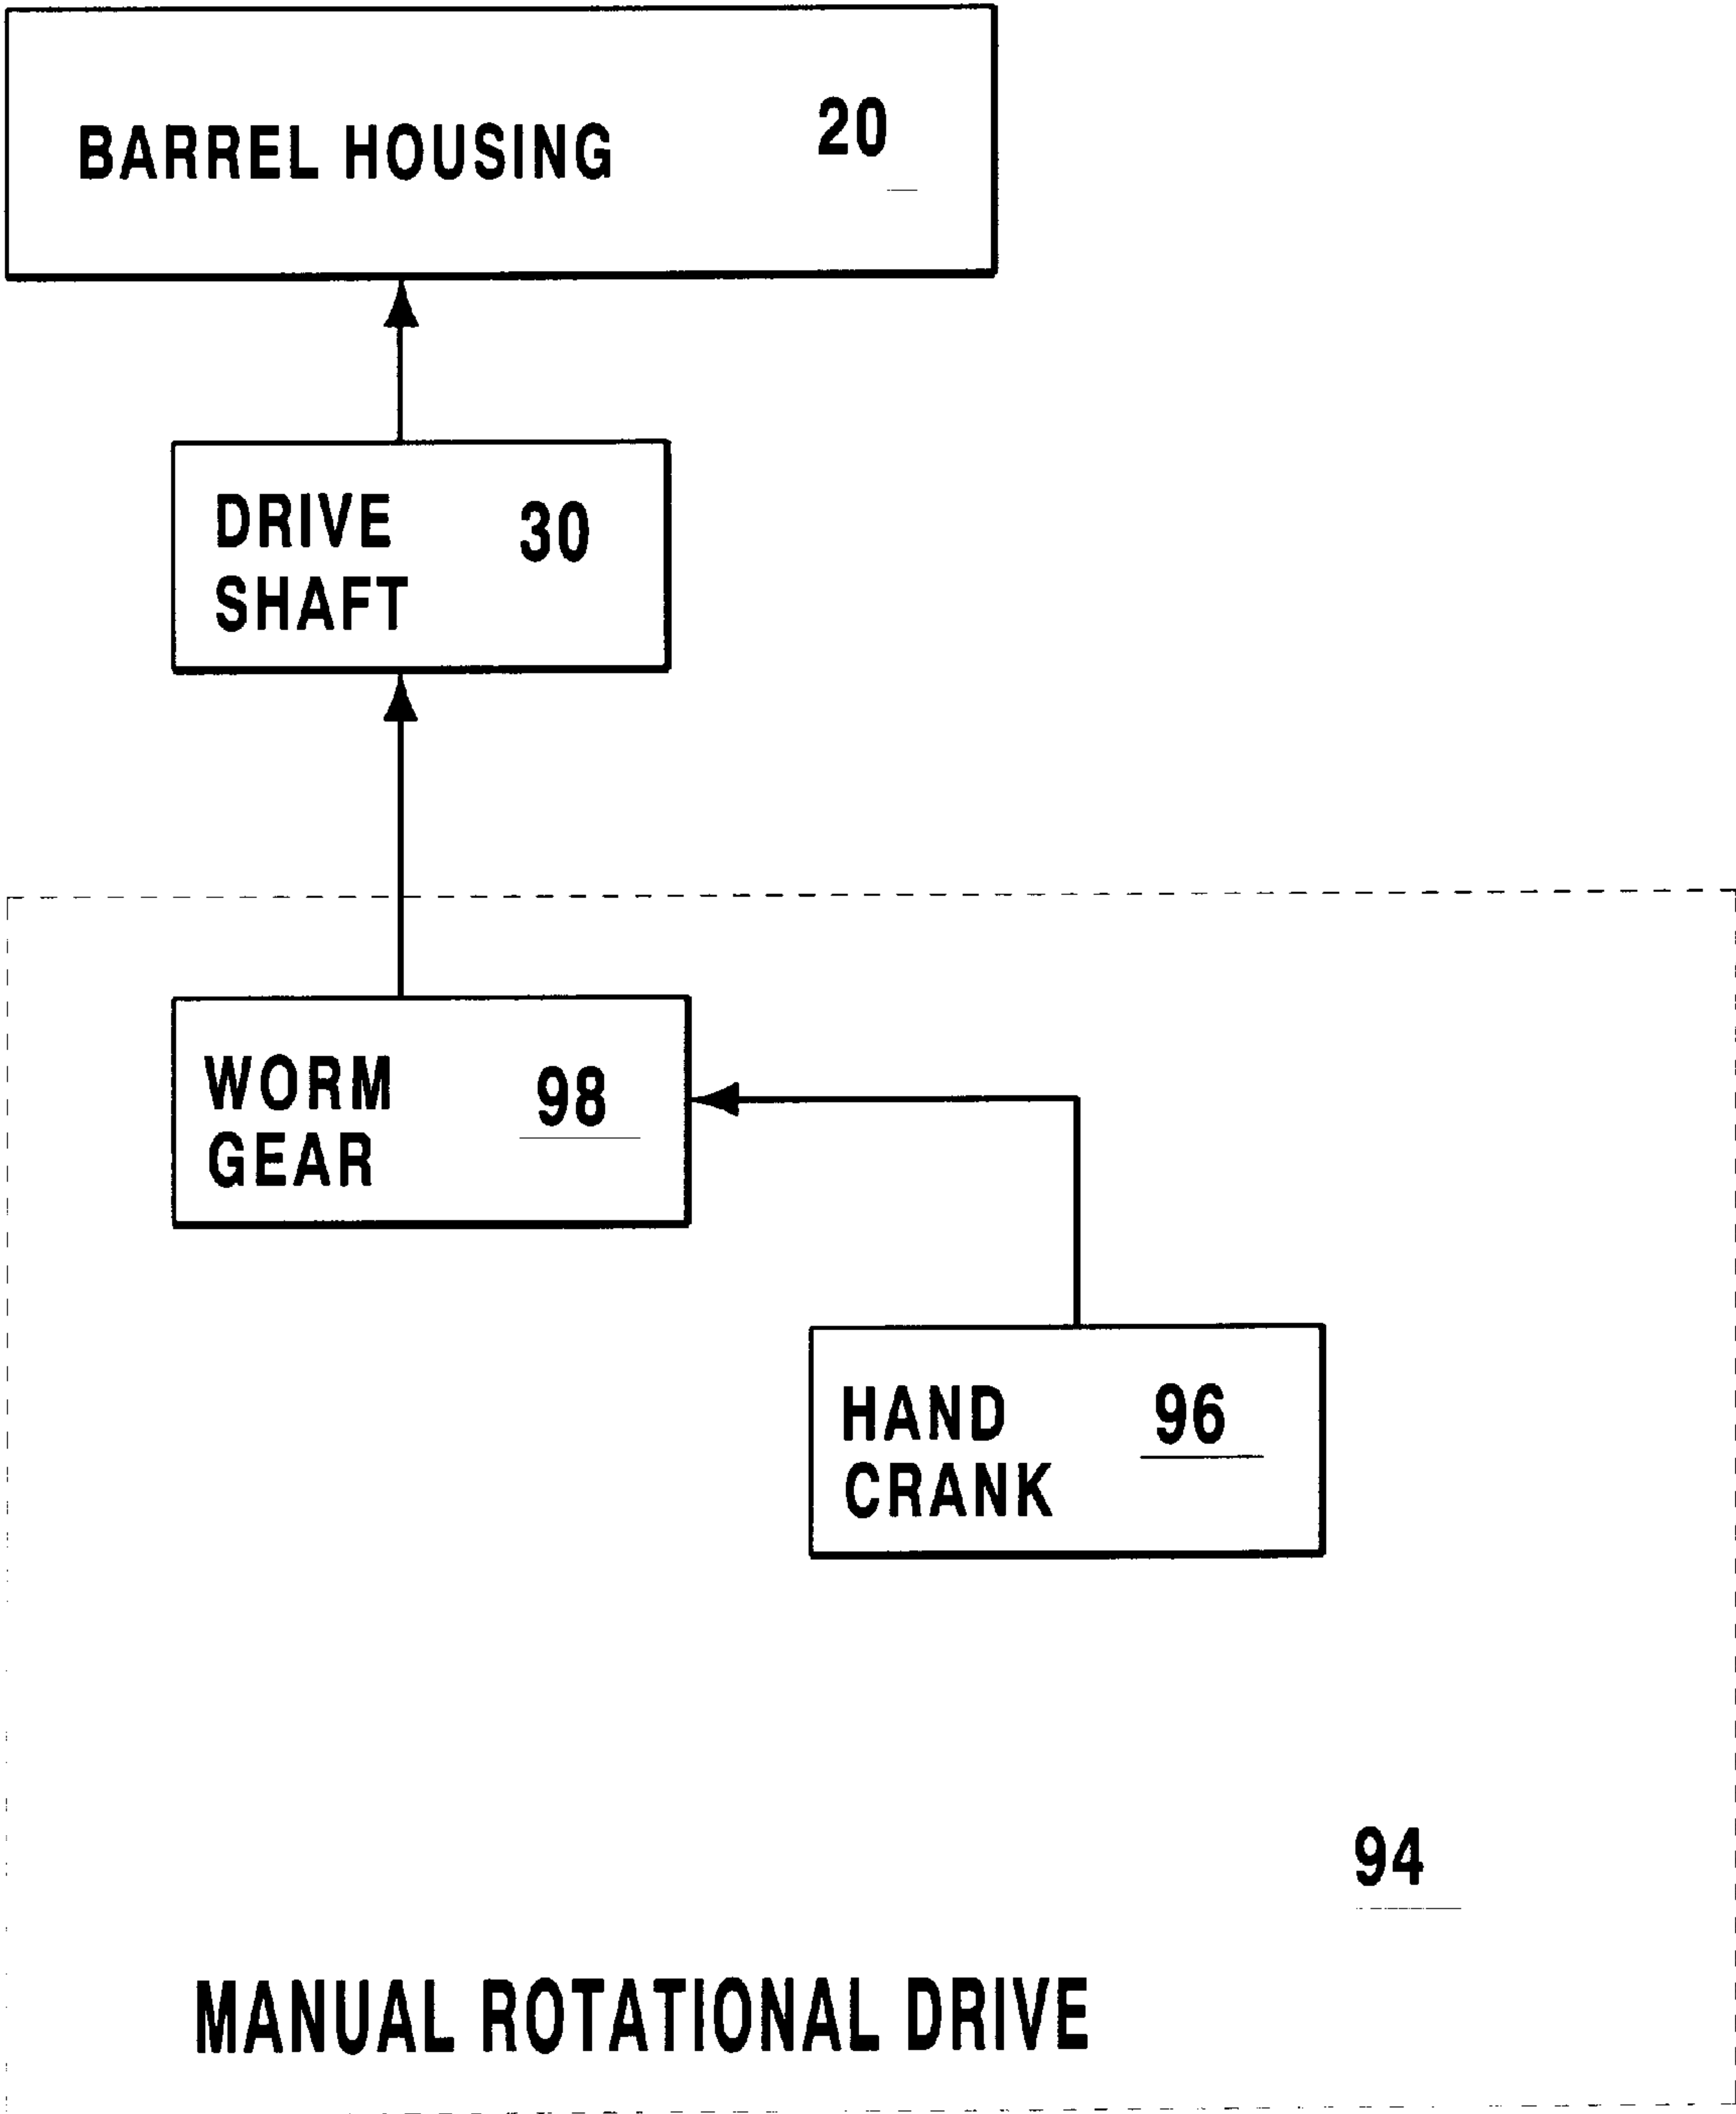 BARREL HOUSING 20
DRIVE 30
SHAFT
WORM 98
GEAR
HAND 96
CRANK
94
MANUAL ROTATIONAL DRIVE